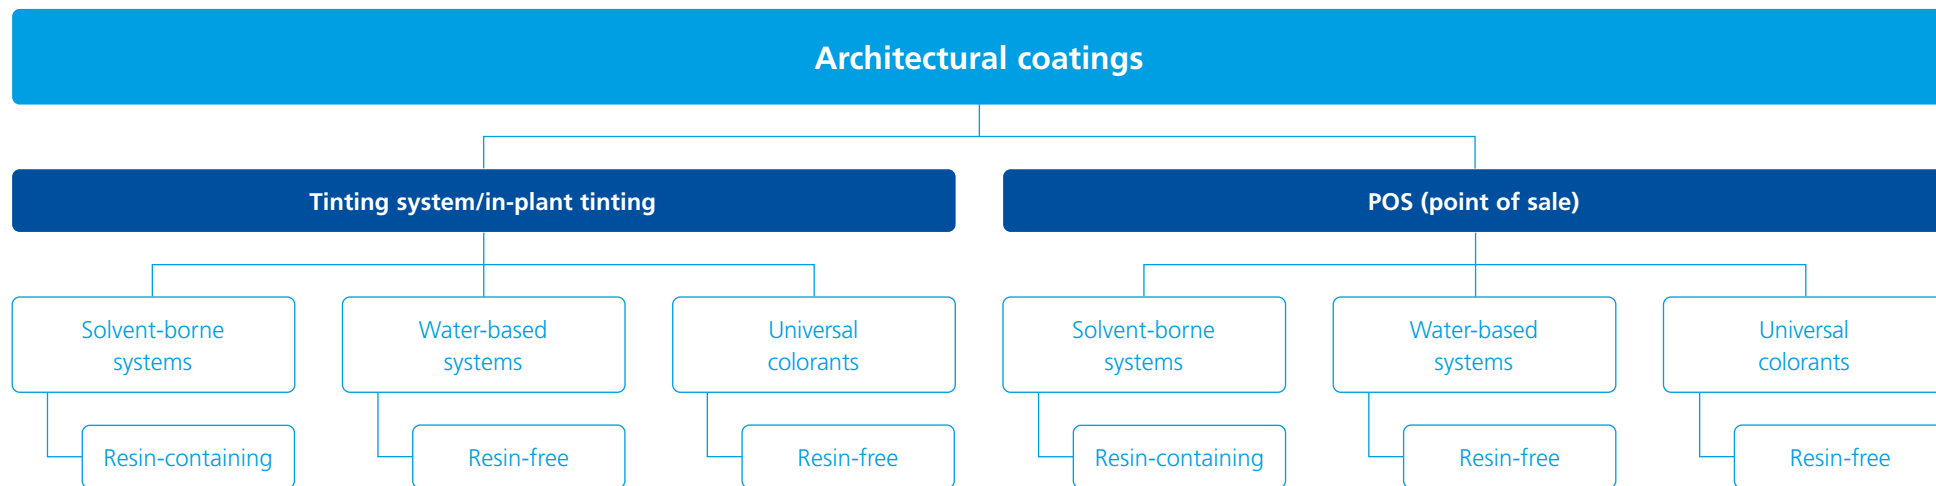 Architectural coatings
Tinting system/in-plant tinting
POS (point of sale)
Solvent-borne
systems
Water-based
systems
Universal
colorants
Solvent-borne
systems
Water-based
systems
Universal
colorants
Resin-containing
Resin-free
Resin-free
Resin-containing
Resin-free
Resin-free